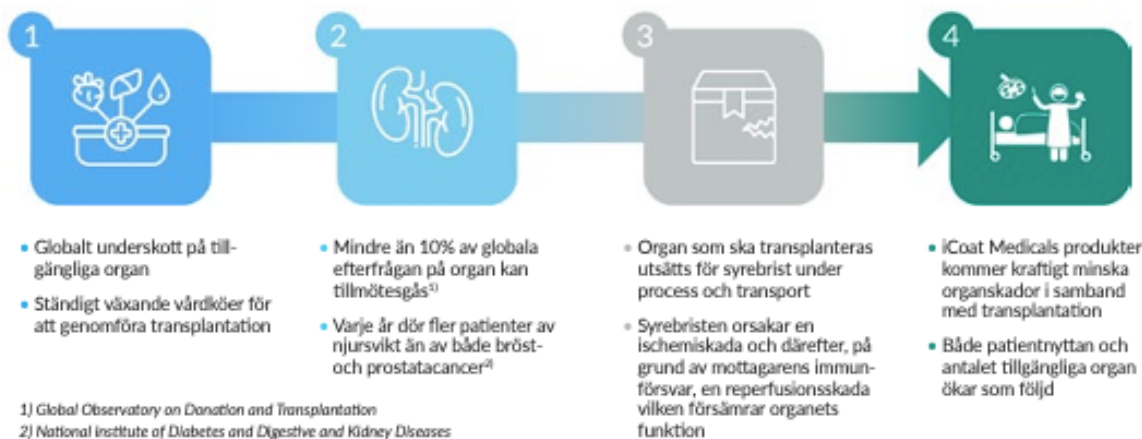 1
2
3
4
• Globalt underskott på till-
gängliga organ
• Ständigt växande vårdköer för
att genomföra transplantation
• Mindre än 10% av globala
efterfrågan på organ kan
tillmötesgås1)
• Varje år dör fler patienter av
njursvikt än av både bröst-
och prostatacancer2)
• Organ som ska transplanteras
utsätts för syrebrist under
process och transport
• Syrebristen orsakar en
ischemiskada och därefter, på
grund av mottagarens immun-
försvar, en reperfusionsskada
vilken försämrar organets
funktion
• iCoat Medicals produkter
kommer kraftigt minska
organskador i samband
med transplantation
• Både patientnyttan och
antalet tillgängliga organ
ökar som följd
1) Global Observatory on Donation and Transplantation
2) National Institute of Diabetes and Digestive and Kidney Diseases